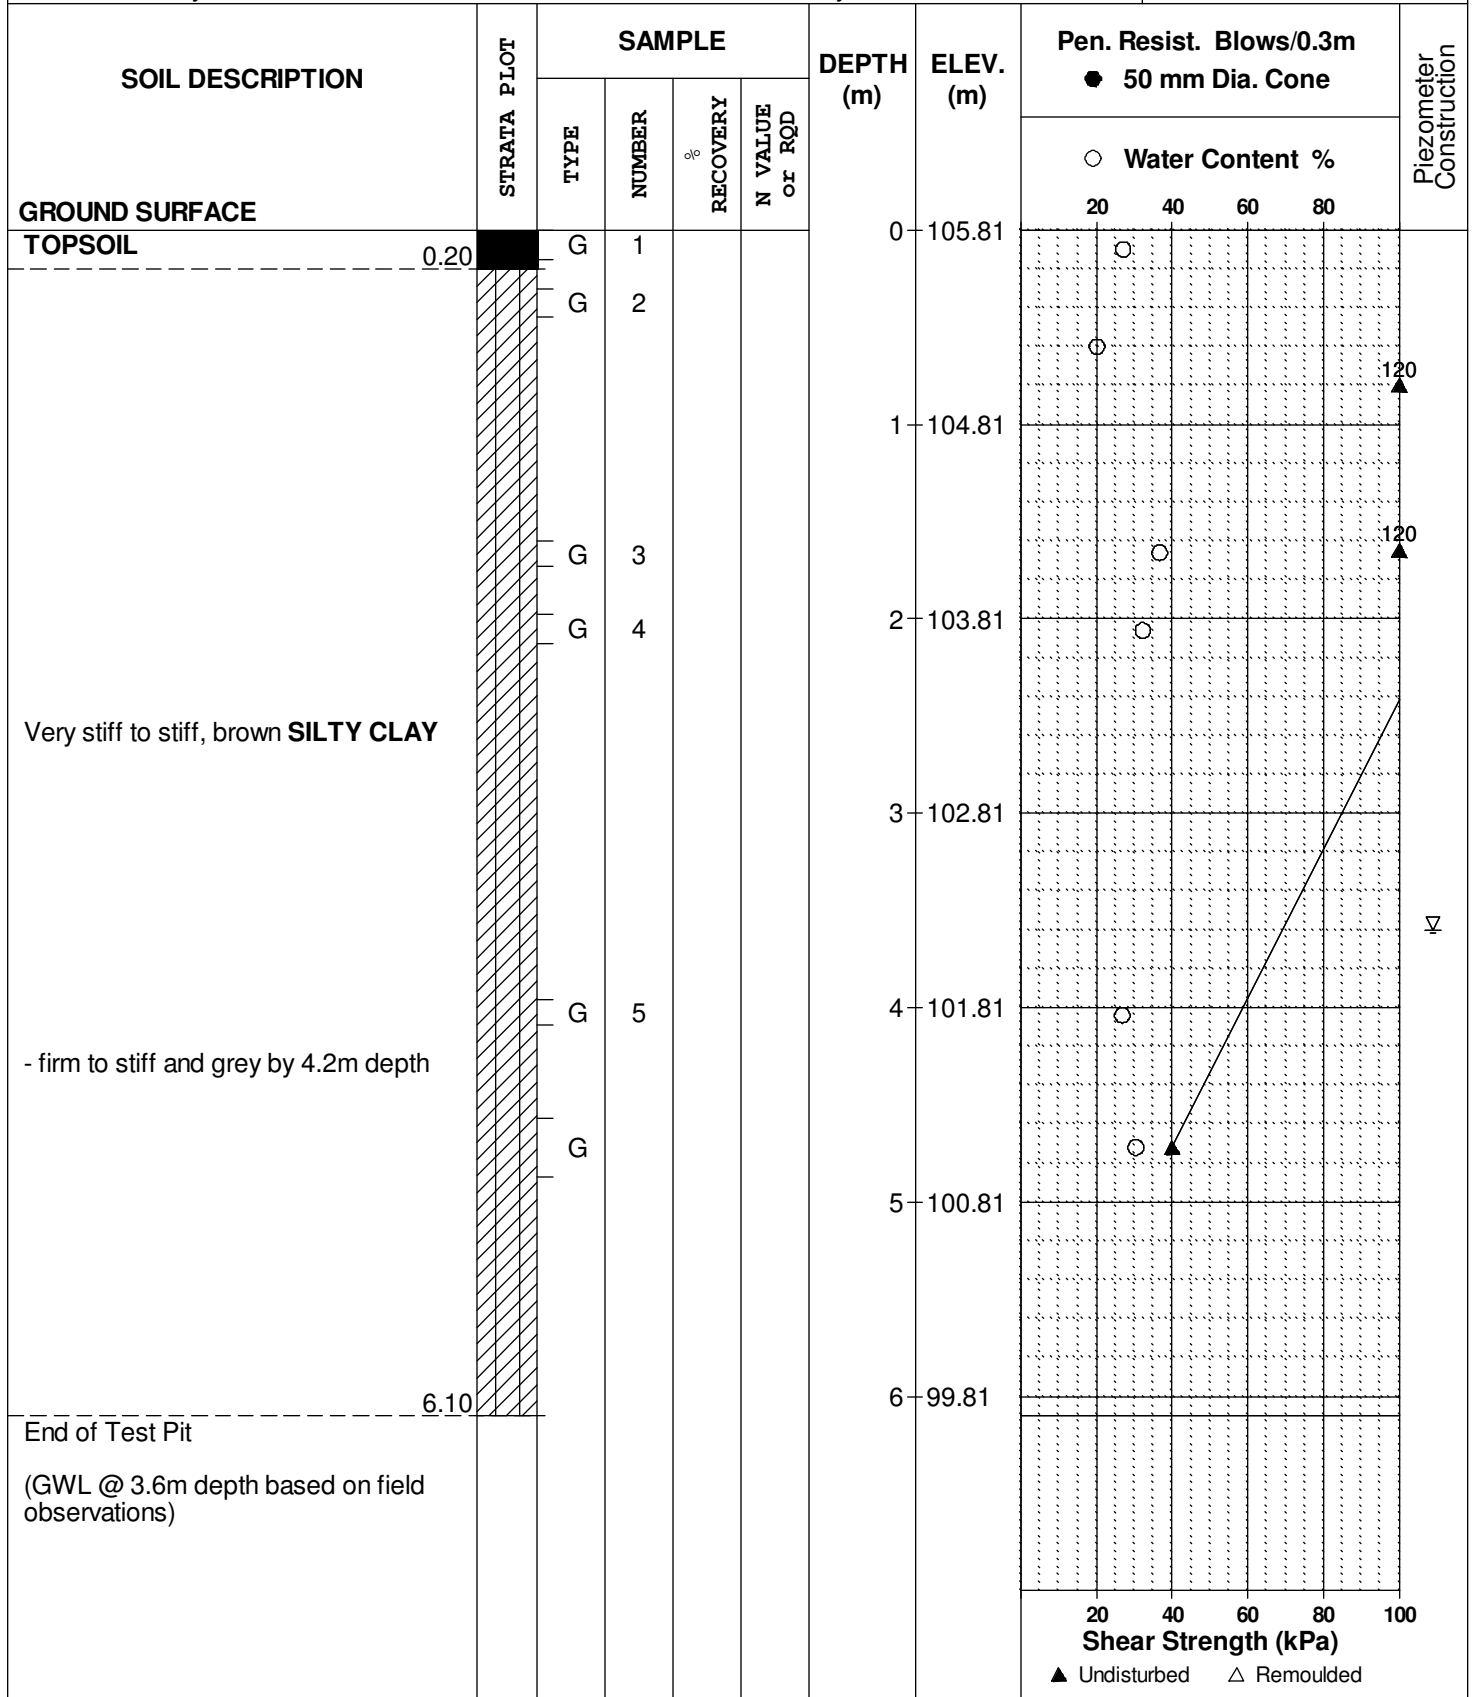 SOIL DESCRIPTION
GROUND SURFACE
STRATA PLOT
SAMPLE
TYPE
NUMBER
%
RECOVERY
N VALUE
or RQD
DEPTH
(m)
ELEV.
(m)
Pen. Resist. Blows/0.3m
● 50 mm Dia. Cone
○ Water Content %
20 40 60 80
Piezometer
Construction
TOPSOIL
0.20
G 1
0 105.81
G 2
120
1 104.81
G 3
120
G 4
2 103.81
Very stiff to stiff, brown SILTY CLAY
3 102.81
G 5
4 101.81
- firm to stiff and grey by 4.2m depth
G
5 100.81
6.10
6 99.81
End of Test Pit
(GWL @ 3.6m depth based on field
observations)
20 40 60 80 100
Shear Strength (kPa)
▲ Undisturbed △ Remoulded